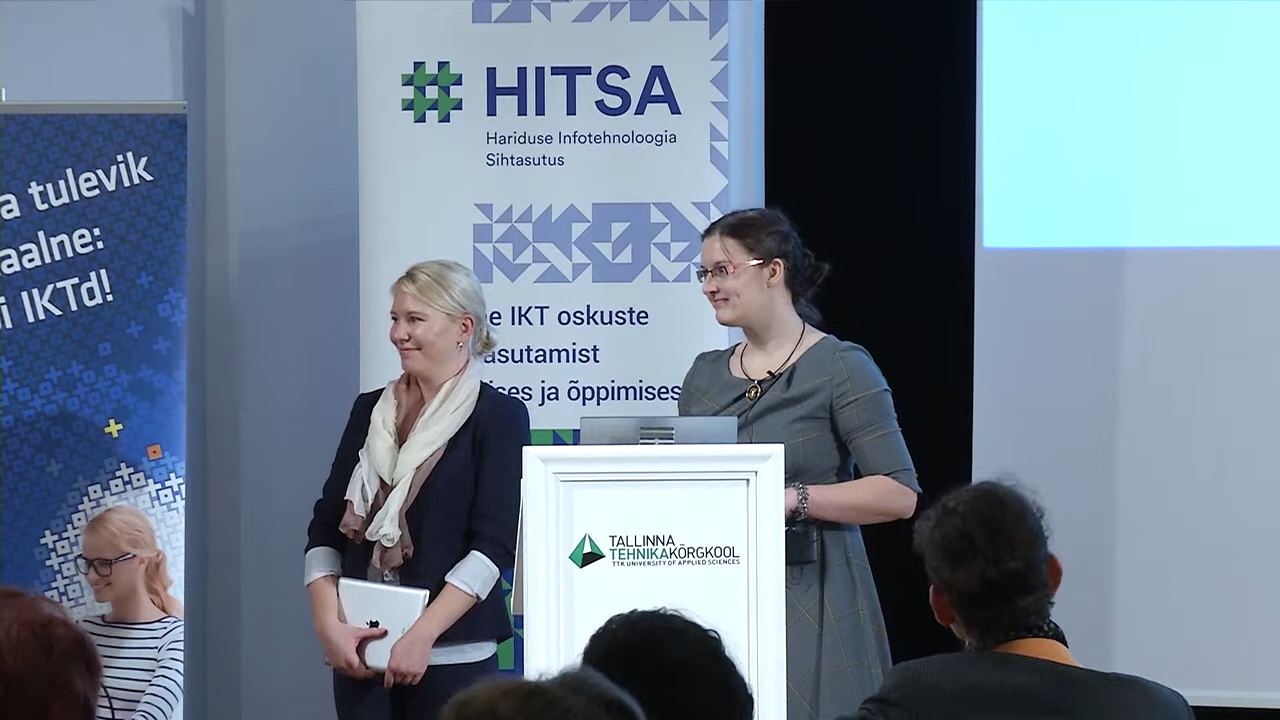 a tulevik
aalne:
i IKTd!
HITSA
Hariduse Infotehnoloogia
Sihtasutus
e IKT oskuste
asutamist
ises ja õppimises
TALLINNA
TEHNIKAKÕRGKOOL
TTK UNIVERSITY OF APPLIED SCIENCES